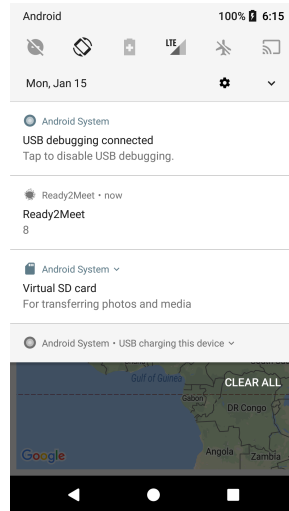 Android 100% 6:15
LTE
Mon, Jan 15
Android System
USB debugging connected
Tap to disable USB debugging.
Ready2Meet • now
Ready2Meet
8
Android System
Virtual SD card
For transferring photos and media
Android System • USB charging this device
Gulf of Guinea
CLEAR ALL
Gabon
DR Congo
Angola
Zambia
Google